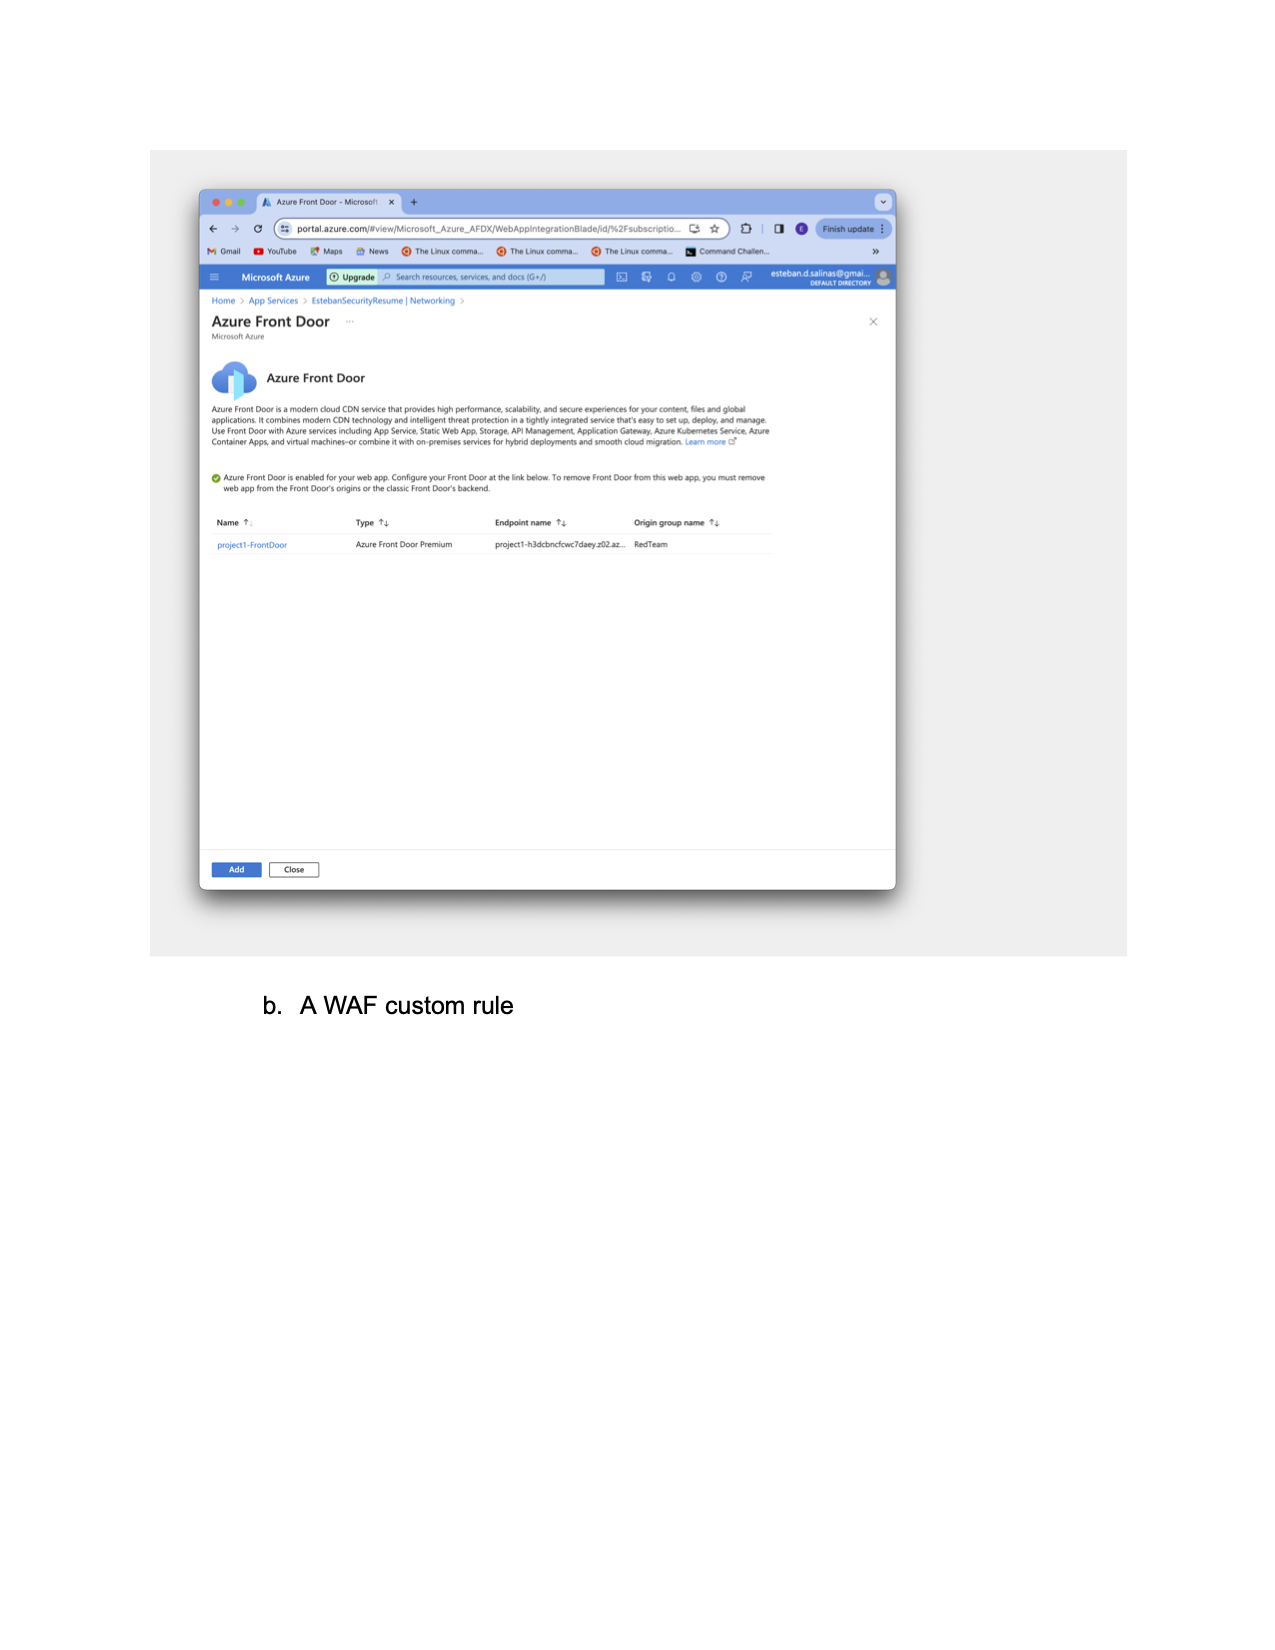 Azure Front Door - Microsoft
portal.azure.com/#view/Microsoft_Azure_AFDX/WebAppIntegrationBlade/id/%2Fsubscriptio...
Finish update
Gmail YouTube Maps News The Linux comma... The Linux comma... The Linux comma... Command Challen... »
Microsoft Azure Upgrade Search resources, services, and docs (G+/) esteban.d.salinas@gmai...
DEFAULT DIRECTORY
Home > App Services > EstebanSecurityResume | Networking >
Azure Front Door ...
Microsoft Azure
Azure Front Door
Azure Front Door is a modern cloud CDN service that provides high performance, scalability, and secure experiences for your content, files and global
applications. It combines modern CDN technology and intelligent threat protection in a tightly integrated service that's easy to set up, deploy, and manage.
Use Front Door with Azure services including App Service, Static Web App, Storage, API Management, Application Gateway, Azure Kubernetes Service, Azure
Container Apps, and virtual machines–or combine it with on-premises services for hybrid deployments and smooth cloud migration. Learn more
Azure Front Door is enabled for your web app. Configure your Front Door at the link below. To remove Front Door from this web app, you must remove
web app from the Front Door's origins or the classic Front Door's backend.
Name ↑↓ Type ↑↓ Endpoint name ↑↓ Origin group name ↑↓
project1-FrontDoor Azure Front Door Premium project1-h3dcbncfcwc7daey.z02.az... RedTeam
Add Close
b. A WAF custom rule